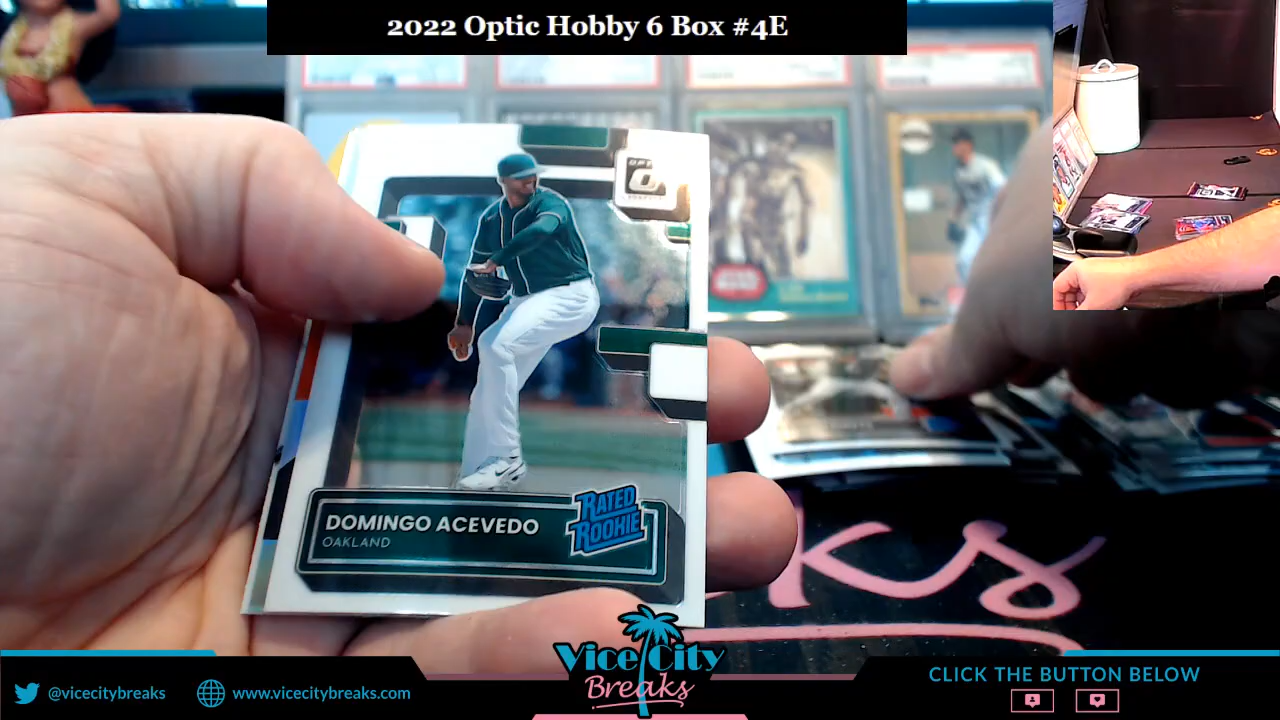 2022 Optic Hobby 6 Box #4E
DOMINGO ACEVEDO
OAKLAND
RATED
ROOKIE
ks
Vice City
Breaks
@vicecitybreaks
www.vicecitybreaks.com
CLICK THE BUTTON BELOW